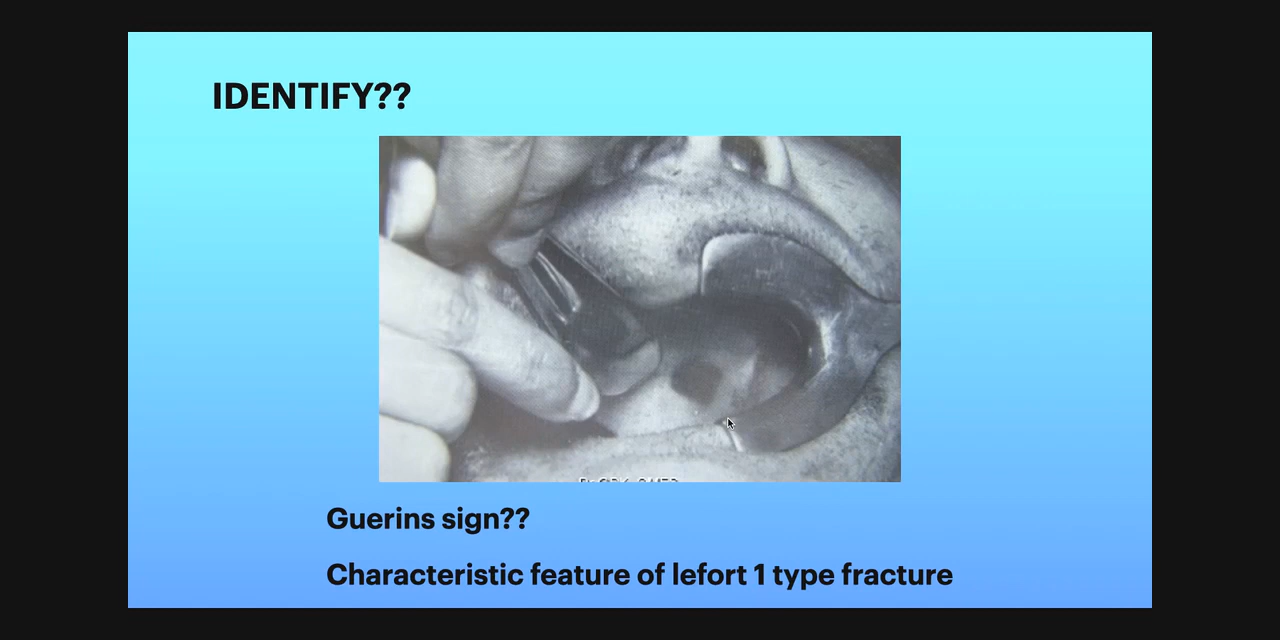 IDENTIFY??
Guerins sign??
Characteristic feature of lefort 1 type fracture